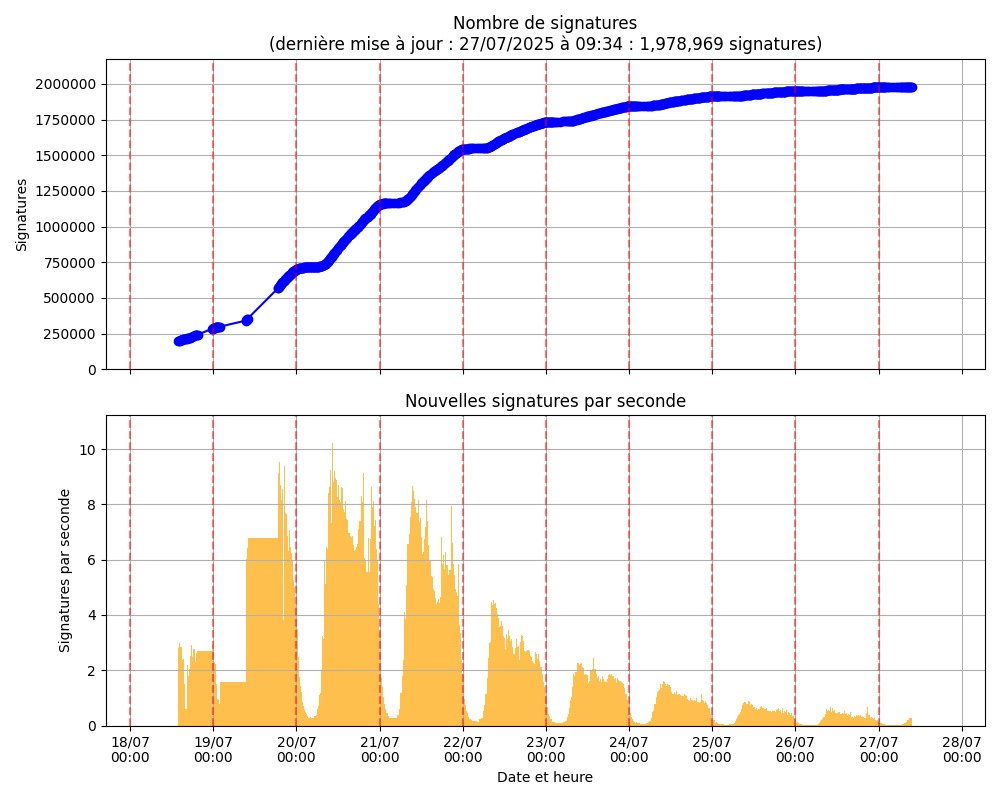 Nombre de signatures
(dernière mise à jour : 27/07/2025 à 09:34 : 1,978,969 signatures)
2000000
1750000
1500000
1250000
1000000
750000
500000
250000
0
Signatures
Nouvelles signatures par seconde
10
8
6
4
2
0
Signatures par seconde
18/07 19/07 20/07 21/07 22/07 23/07 24/07 25/07 26/07 27/07 28/07
00:00 00:00 00:00 00:00 00:00 00:00 00:00 00:00 00:00 00:00 00:00
Date et heure